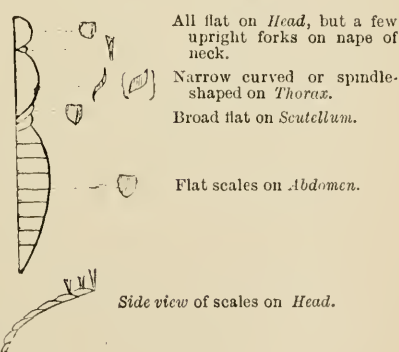 All flat on Head, but a few
upright forks on nape of
neck.
Narrow curved or spindle-
shaped on Thorax.
Broad flat on Scutellum.
Flat scales on Abdomen.
Side view of scales on Head.